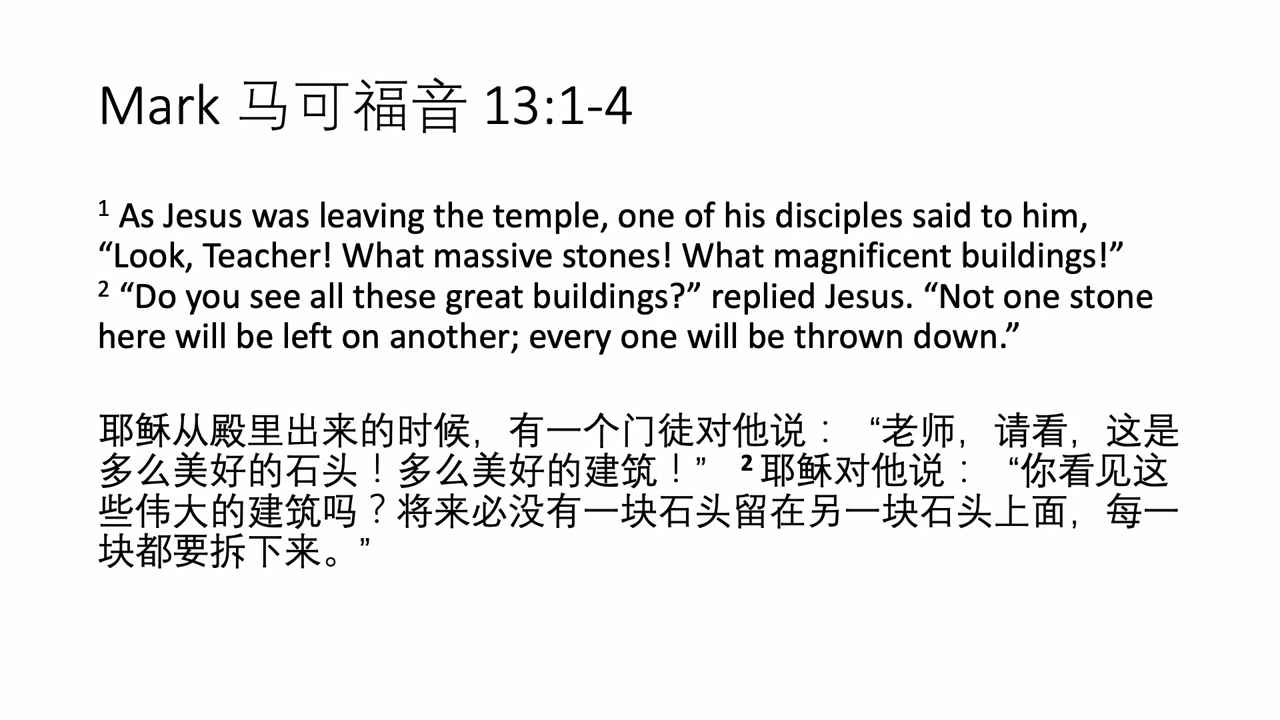 Mark 马可福音 13:1-4
¹ As Jesus was leaving the temple, one of his disciples said to him,
“Look, Teacher! What massive stones! What magnificent buildings!”
² “Do you see all these great buildings?” replied Jesus. “Not one stone
here will be left on another; every one will be thrown down.”
耶稣从殿里出来的时候，有一个门徒对他说：“老师，请看，这是
多么美好的石头！多么美好的建筑！” ² 耶稣对他说：“你看见这
些伟大的建筑吗？将来必没有一块石头留在另一块石头上面，每一
块都要拆下来。”